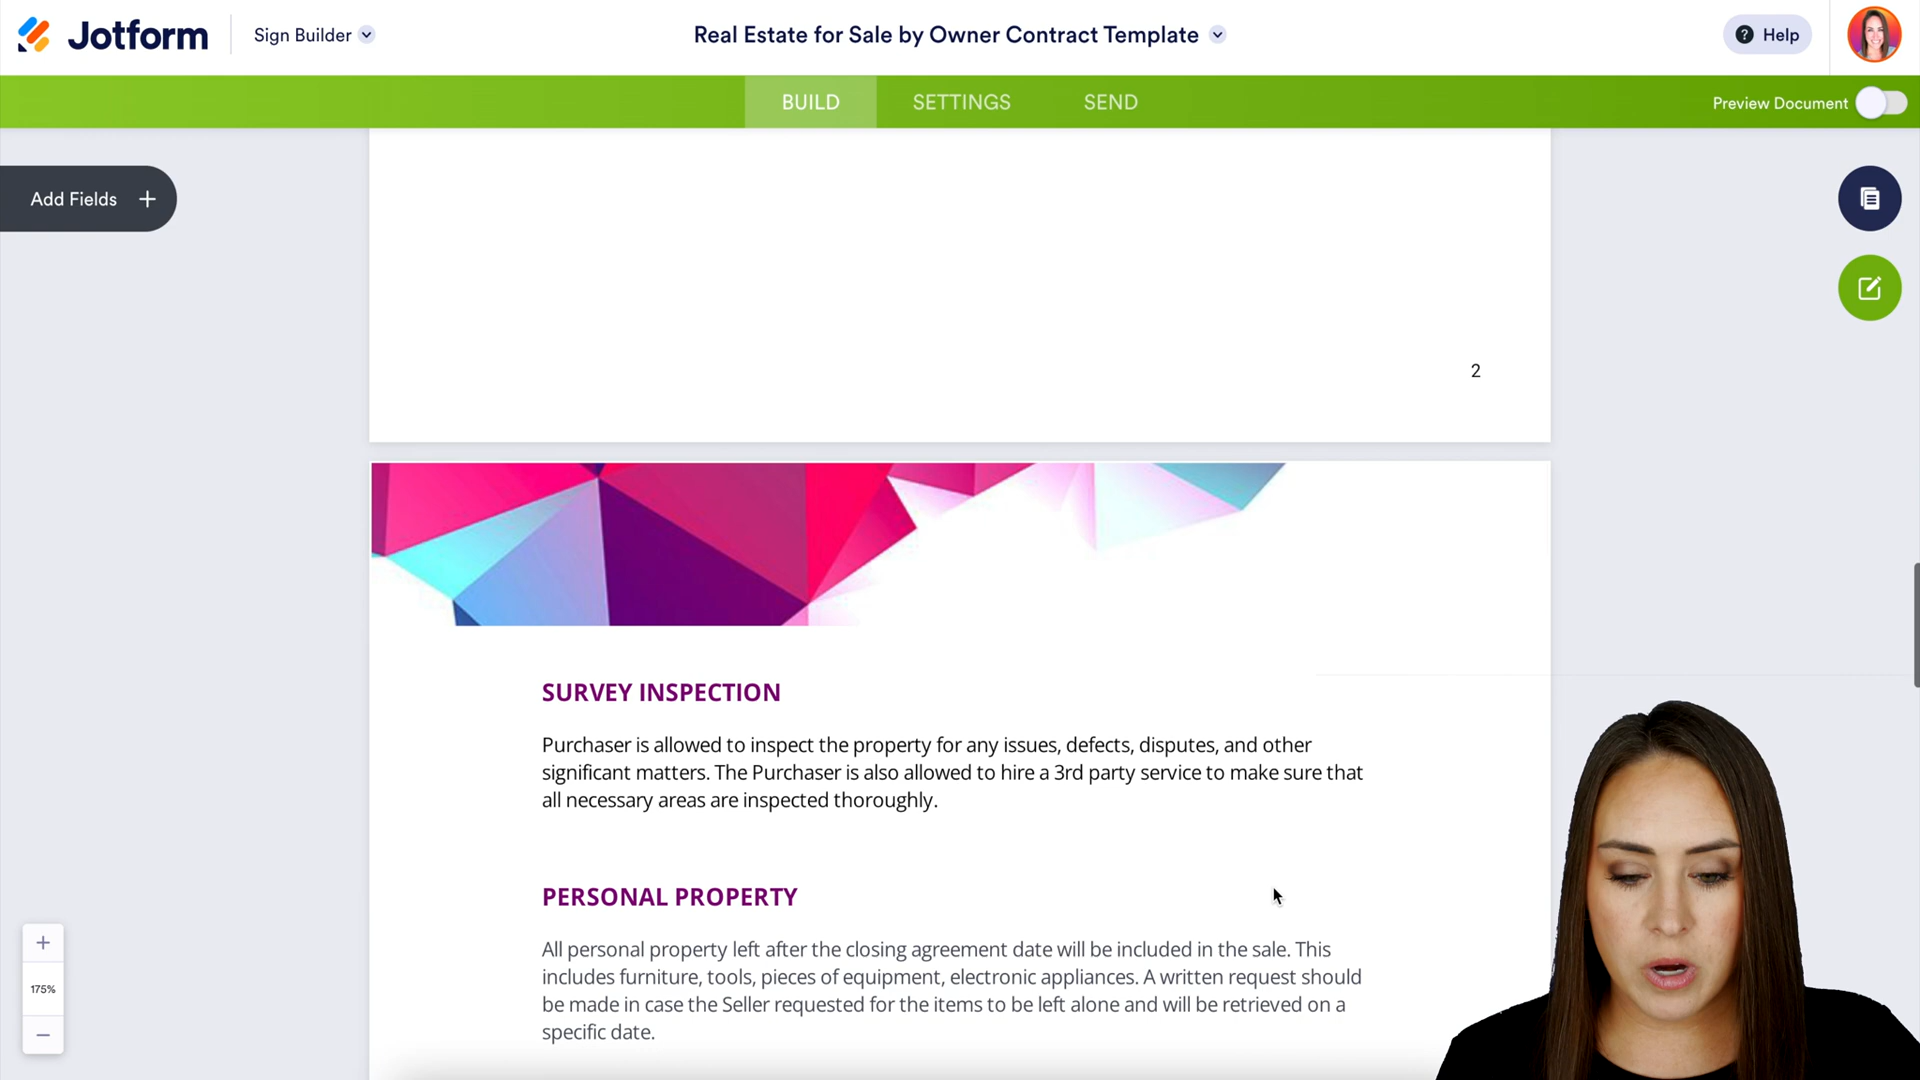 Jotform
Sign Builder
Real Estate for Sale by Owner Contract Template
Help
BUILD
SETTINGS
SEND
Preview Document
Add Fields +
2
SURVEY INSPECTION
Purchaser is allowed to inspect the property for any issues, defects, disputes, and other
significant matters. The Purchaser is also allowed to hire a 3rd party service to make sure that
all necessary areas are inspected thoroughly.
PERSONAL PROPERTY
All personal property left after the closing agreement date will be included in the sale. This
includes furniture, tools, pieces of equipment, electronic appliances. A written request should
be made in case the Seller requested for the items to be left alone and will be retrieved on a
specific date.
+
175%
−